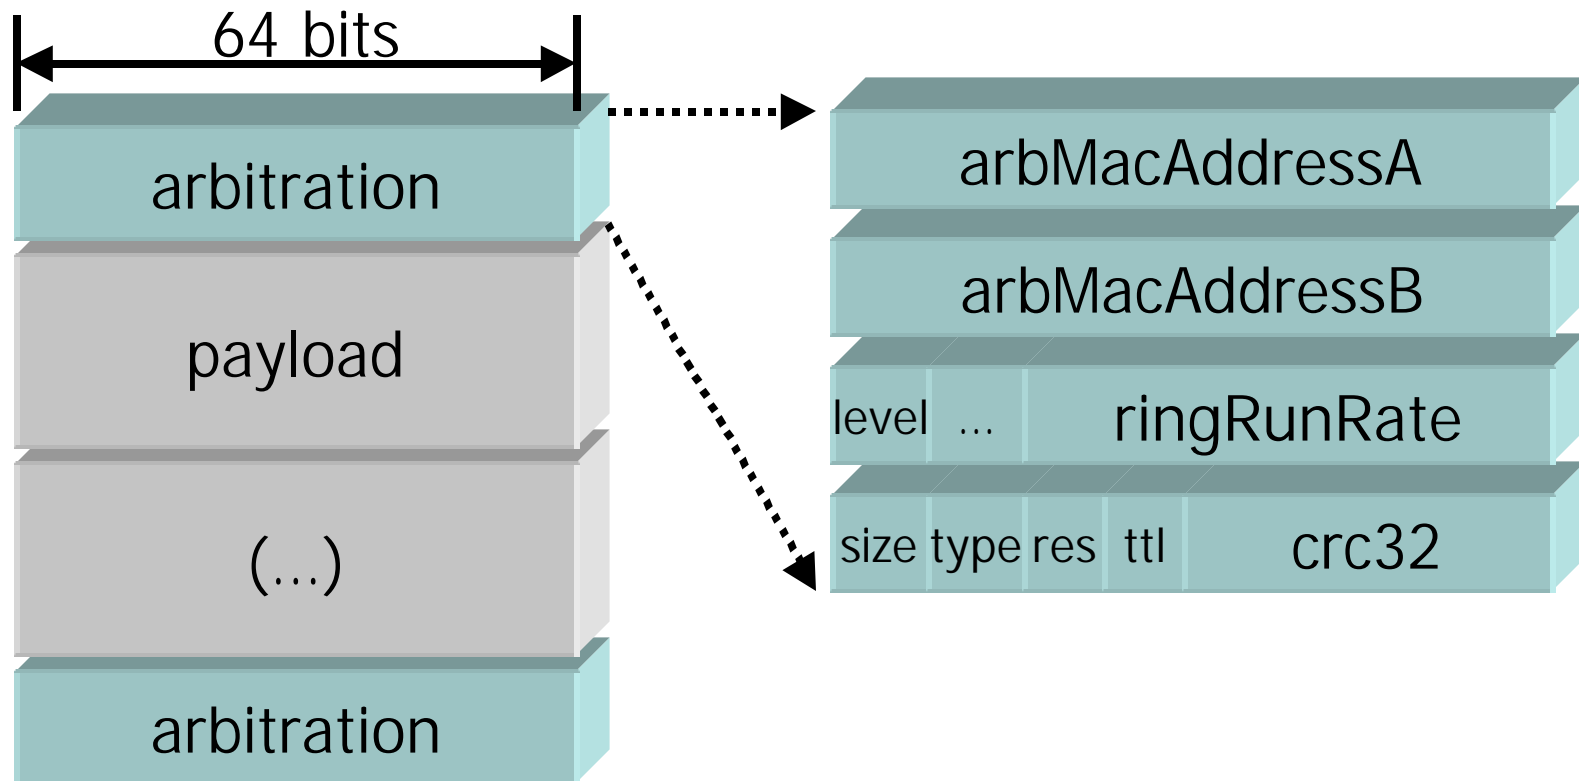 64 bits
arbitration
payload
(...)
arbitration
arbMacAddressA
arbMacAddressB
level ... ringRunRate
size type res ttl crc32